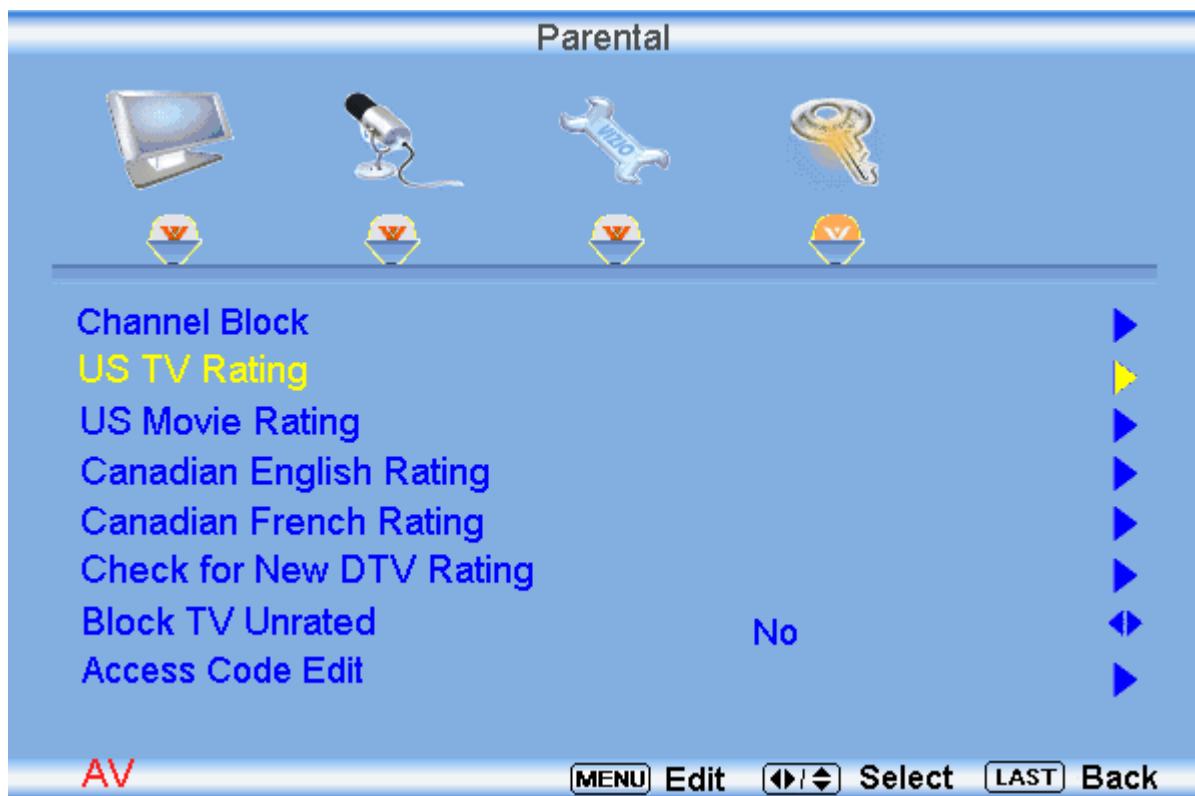 Parental
VIZIO
Channel Block
US TV Rating
US Movie Rating
Canadian English Rating
Canadian French Rating
Check for New DTV Rating
Block TV Unrated No
Access Code Edit
AV MENU Edit / Select LAST Back